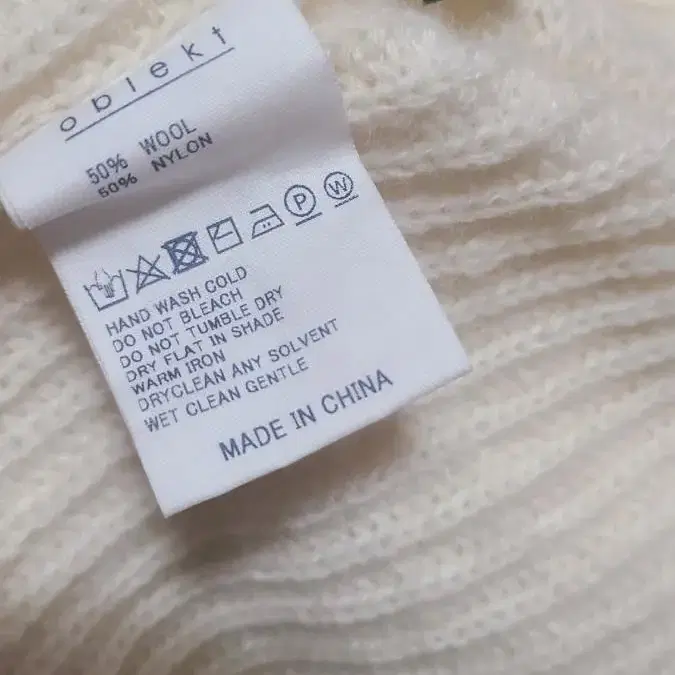 obiekt
50% WOOL
50% NYLON
P W
HAND WASH COLD
DO NOT BLEACH
DO NOT TUMBLE DRY
DRY FLAT IN SHADE
WARM IRON
DRYCLEAN ANY SOLVENT
WET CLEAN GENTLE
MADE IN CHINA